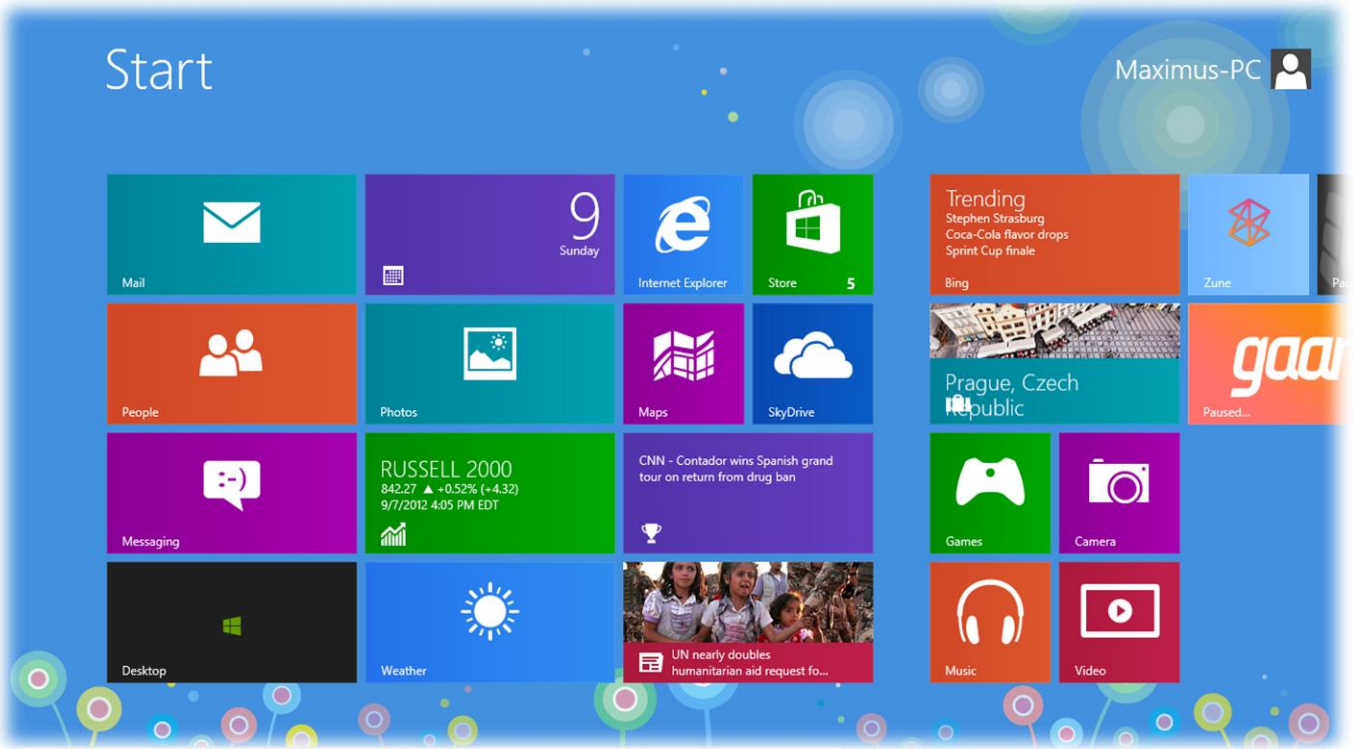 Start
Maximus-PC
Mail
9
Sunday
Internet Explorer
Store
5
Trending
Stephen Strasburg
Coca-Cola flavor drops
Sprint Cup finale
Bing
Zune
People
Photos
Maps
SkyDrive
Prague, Czech
Republic
gaan
Paused...
Messaging
RUSSELL 2000
842.27 ▲ +0.52% (+4.32)
9/7/2012 4:05 PM EDT
CNN - Contador wins Spanish grand
tour on return from drug ban
Games
Camera
Desktop
Weather
UN nearly doubles
humanitarian aid request fo...
Music
Video